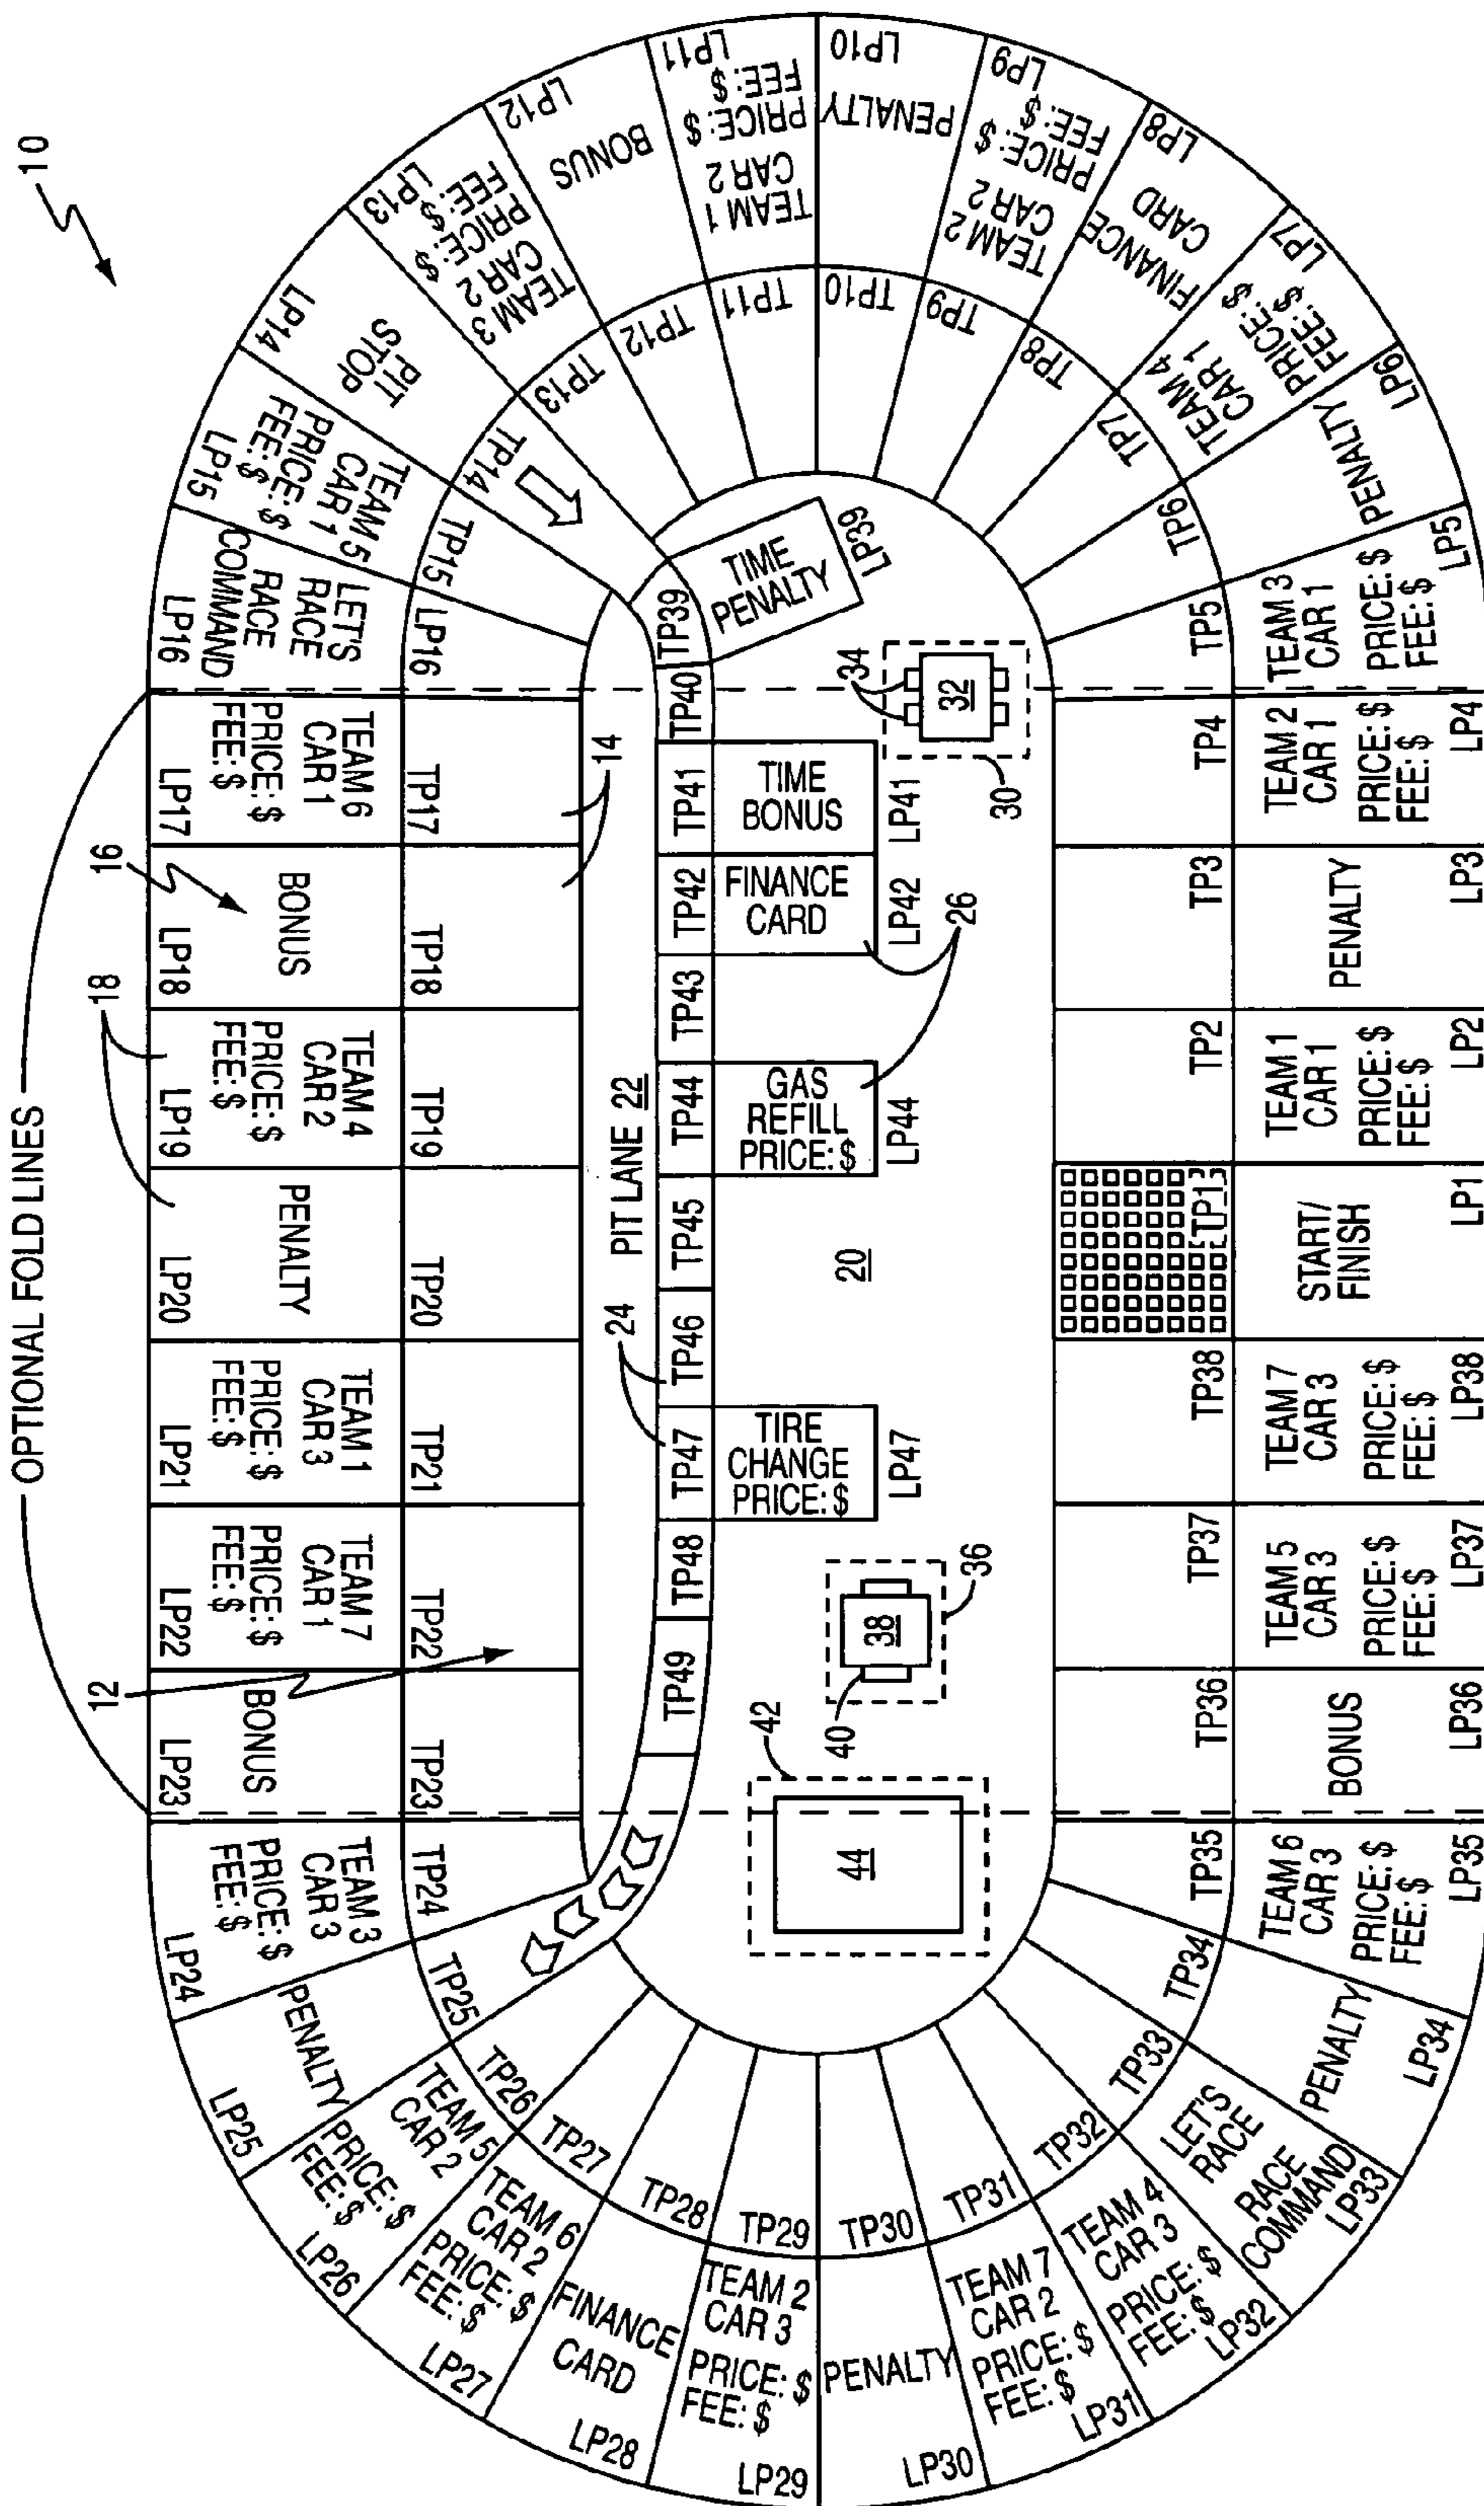 10
OPTIONAL FOLD LINES
16
18
12
LP1
START/
FINISH
TP1
LP2
TEAM 1
CAR 1
PRICE: $
FEE: $
TP2
LP3
PENALTY
TP3
LP4
TEAM 2
CAR 1
PRICE: $
FEE: $
TP4
LP5
TEAM 3
CAR 1
PRICE: $
FEE: $
TP5
LP6
PENALTY
TP6
LP7
TEAM 4
CAR 1
PRICE: $
FEE: $
TP7
LP8
FINANCE
CARD
TP8
LP9
TEAM 2
CAR 2
PRICE: $
FEE: $
TP9
LP10
PENALTY
TP10
LP11
TEAM 1
CAR 2
PRICE: $
FEE: $
TP11
LP12
BONUS
TP12
LP13
TEAM 3
CAR 2
PRICE: $
FEE: $
TP13
LP14
PIT
STOP
TP14
LP15
TEAM 5
CAR 1
PRICE: $
FEE: $
TP15
LP16
LET'S
RACE
RACE
COMMAND
LP16
LP17
TEAM 6
CAR 1
PRICE: $
FEE: $
TP17
LP18
BONUS
TP18
LP19
TEAM 4
CAR 2
PRICE: $
FEE: $
TP19
LP20
PENALTY
TP20
LP21
TEAM 1
CAR 3
PRICE: $
FEE: $
TP21
LP22
TEAM 7
CAR 1
PRICE: $
FEE: $
TP22
LP23
BONUS
TP23
LP24
TEAM 3
CAR 3
PRICE: $
FEE: $
TP24
LP25
PENALTY
TP25
LP26
TEAM 5
CAR 2
PRICE: $
FEE: $
TP26
LP27
TEAM 6
CAR 2
PRICE: $
FEE: $
TP27
LP28
FINANCE
CARD
TP28
LP29
TEAM 2
CAR 3
PRICE: $
FEE: $
TP29
LP30
PENALTY
TP30
LP31
TEAM 7
CAR 2
PRICE: $
FEE: $
TP31
LP32
TEAM 4
CAR 3
PRICE: $
FEE: $
TP32
LP33
LET'S
RACE
RACE
COMMAND
TP33
LP34
PENALTY
TP34
LP35
TEAM 6
CAR 3
PRICE: $
FEE: $
TP35
LP36
BONUS
TP36
LP37
TEAM 5
CAR 3
PRICE: $
FEE: $
TP37
LP38
TEAM 7
CAR 3
PRICE: $
FEE: $
TP38
14
24
PIT LANE 22
TP49
TP48
TP47
TP46
TP45
TP44
TP43
TP42
TP41
TP40
TP39
TIRE
CHANGE
PRICE: $
LP47
GAS
REFILL
PRICE: $
LP44
FINANCE
CARD
LP42
TIME
BONUS
LP41
TIME
PENALTY
LP39
26
20
42
44
40
38
36
34
32
30